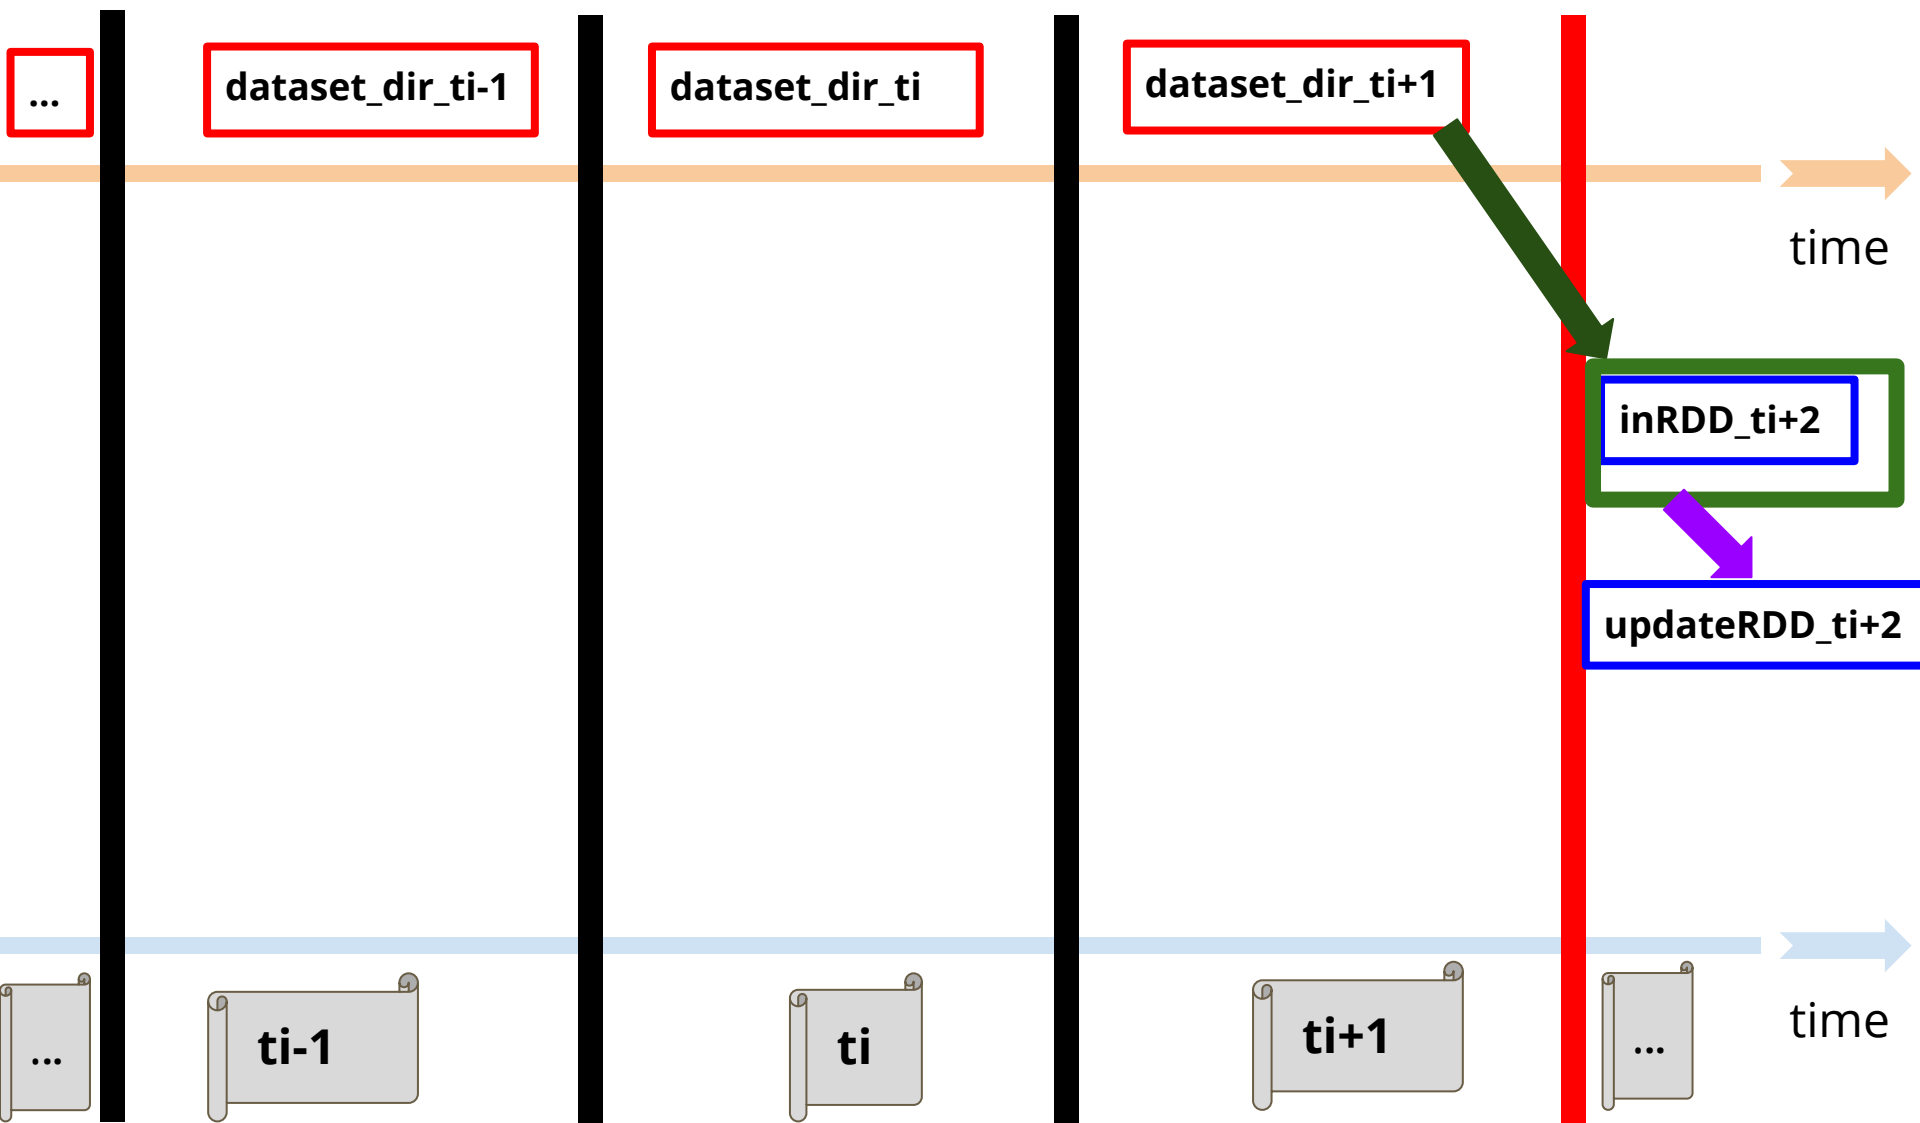 ...
dataset_dir_ti-1
dataset_dir_ti
dataset_dir_ti+1
time
inRDD_ti+2
updateRDD_ti+2
...
ti-1
ti
ti+1
...
time